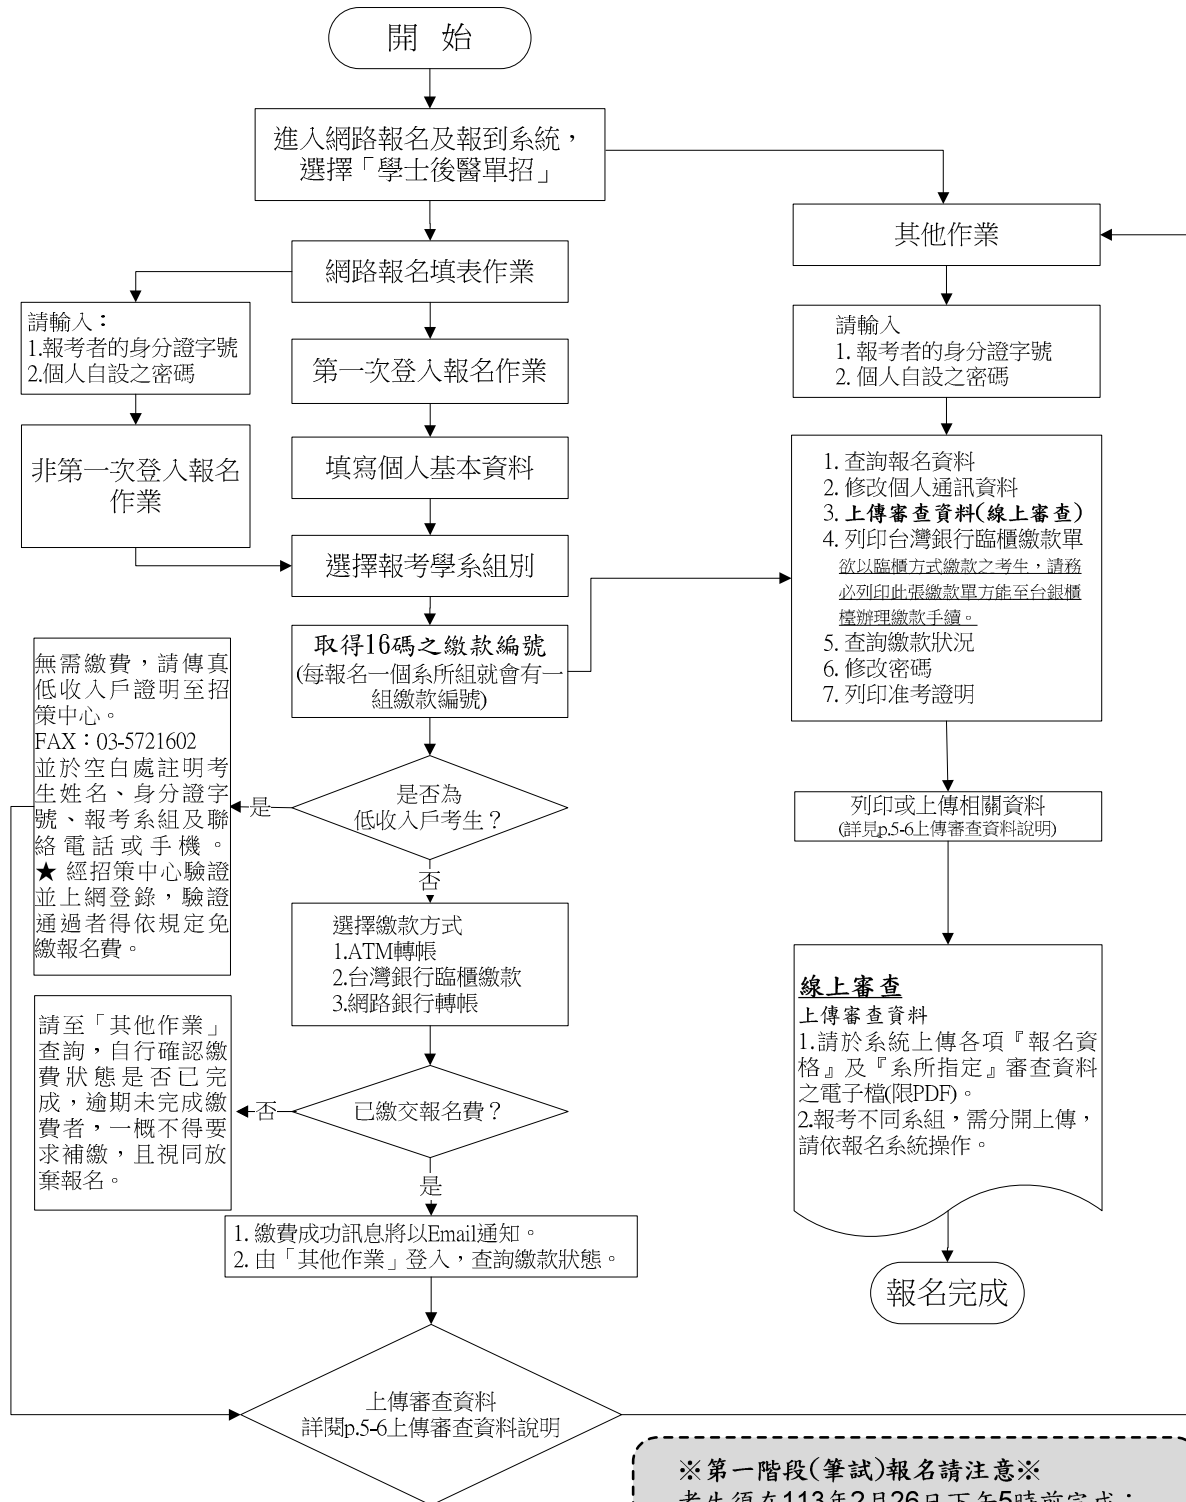 開 始
進入網路報名及報到系統，
選擇「學士後醫單招」
網路報名填表作業
請輸入：
1.報考者的身分證字號
2.個人自設之密碼
非第一次登入報名
作業
第一次登入報名作業
填寫個人基本資料
選擇報考學系組別
取得16碼之繳款編號
(每報名一個系所組就會有一
組繳款編號)
是否為
低收入戶考生？
是
無需繳費，請傳真
低收入戶證明至招
策中心。
FAX：03-5721602
並於空白處註明考
生姓名、身分證字
號、報考系組及聯
絡電話或手機。
★ 經招策中心驗證
並上網登錄，驗證
通過者得依規定免
繳報名費。
否
選擇繳款方式
1.ATM轉帳
2.台灣銀行臨櫃繳款
3.網路銀行轉帳
已繳交報名費？
否
請至「其他作業」
查詢，自行確認繳
費狀態是否已完
成，逾期未完成繳
費者，一概不得要
求補繳，且視同放
棄報名。
是
1. 繳費成功訊息將以Email通知。
2. 由「其他作業」登入，查詢繳款狀態。
上傳審查資料
詳閱p.5-6上傳審查資料說明
其他作業
請輸入
1. 報考者的身分證字號
2. 個人自設之密碼
1. 查詢報名資料
2. 修改個人通訊資料
3. 上傳審查資料(線上審查)
4. 列印台灣銀行臨櫃繳款單
欲以臨櫃方式繳款之考生，請務
必列印此張繳款單方能至台銀櫃
檯辦理繳款手續。
5. 查詢繳款狀況
6. 修改密碼
7. 列印准考證明
列印或上傳相關資料
(詳見p.5-6上傳審查資料說明)
線上審查
上傳審查資料
1.請於系統上傳各項『報名資
格』及『系所指定』審查資料
之電子檔(限PDF)。
2.報考不同系組，需分開上傳，
請依報名系統操作。
報名完成
※第一階段(筆試)報名請注意※
考生須在113年2月26日下午5時前完成：